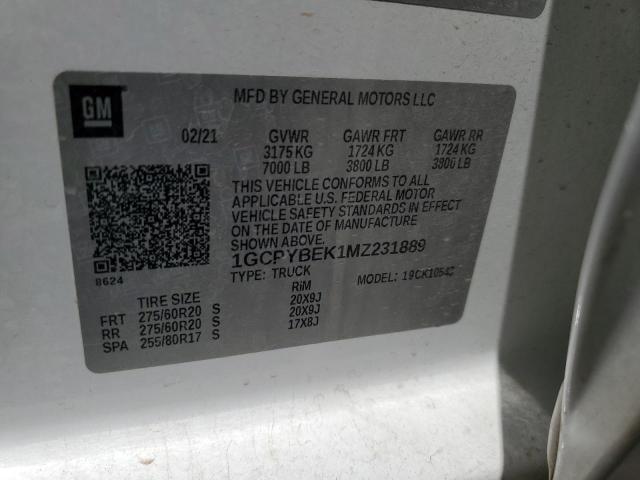 GM
MFD BY GENERAL MOTORS LLC
02/21 GVWR GAWR FRT GAWR RR
3175 KG 1724 KG 1724 KG
7000 LB 3800 LB 3800 LB
THIS VEHICLE CONFORMS TO ALL
APPLICABLE U.S. FEDERAL MOTOR
VEHICLE SAFETY STANDARDS IN EFFECT
ON THE DATE OF MANUFACTURE
SHOWN ABOVE.
1GCPYBEK1MZ231889
TYPE: TRUCK MODEL: 19CK10543
8624
TIRE SIZE RIM
FRT 275/60R20 S 20X9J
RR 275/60R20 S 20X9J
SPA 255/80R17 S 17X8J